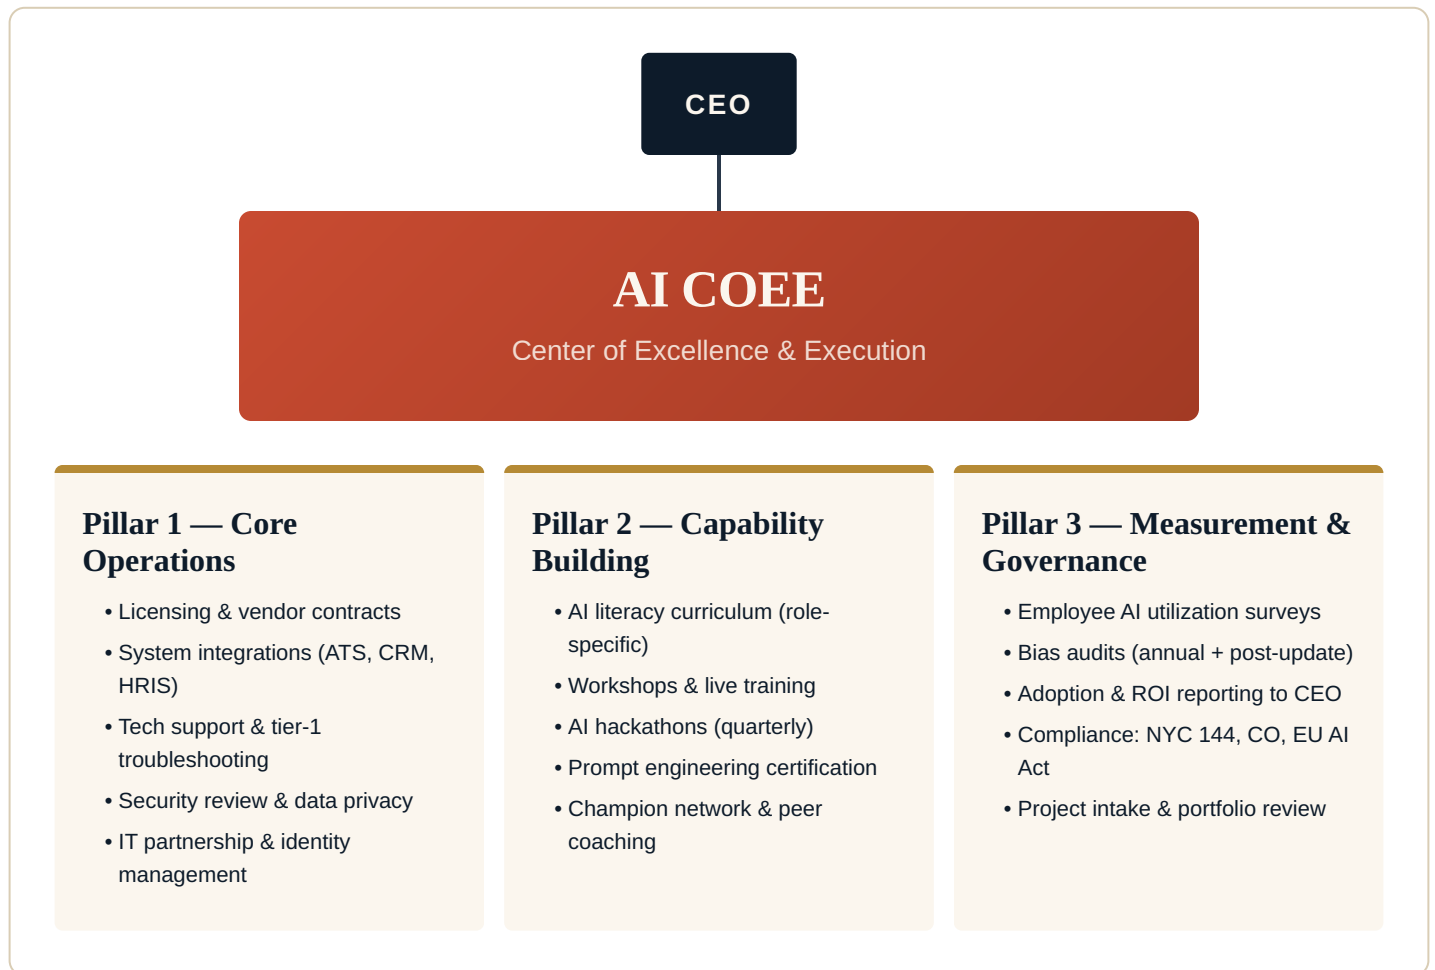 CEO
AI COEE
Center of Excellence & Execution
Pillar 1 — Core
Operations
• Licensing & vendor contracts
• System integrations (ATS, CRM,
HRIS)
• Tech support & tier-1
troubleshooting
• Security review & data privacy
• IT partnership & identity
management
Pillar 2 — Capability
Building
• AI literacy curriculum (role-
specific)
• Workshops & live training
• AI hackathons (quarterly)
• Prompt engineering certification
• Champion network & peer
coaching
Pillar 3 — Measurement &
Governance
• Employee AI utilization surveys
• Bias audits (annual + post-update)
• Adoption & ROI reporting to CEO
• Compliance: NYC 144, CO, EU AI
Act
• Project intake & portfolio review